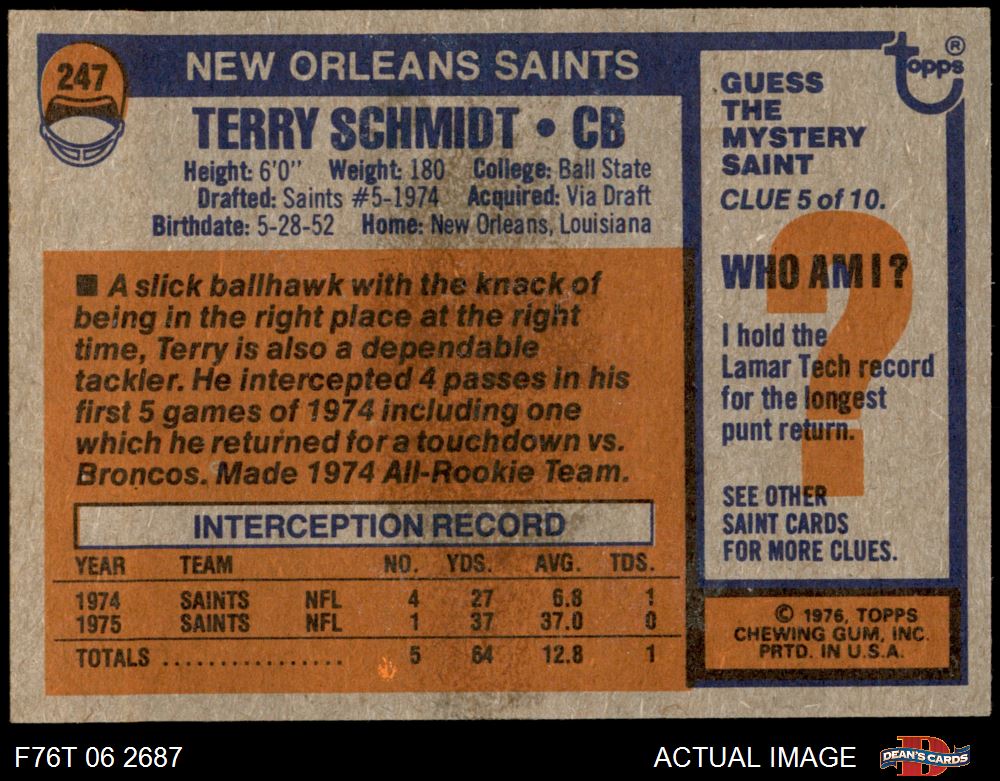 247
NEW ORLEANS SAINTS
TERRY SCHMIDT • CB
Height: 6'0" Weight: 180 College: Ball State
Drafted: Saints #5-1974 Acquired: Via Draft
Birthdate: 5-28-52 Home: New Orleans, Louisiana
■ A slick ballhawk with the knack of
being in the right place at the right
time, Terry is also a dependable
tackler. He intercepted 4 passes in his
first 5 games of 1974 including one
which he returned for a touchdown vs.
Broncos. Made 1974 All-Rookie Team.
INTERCEPTION RECORD
YEAR TEAM NO. YDS. AVG. TDS.
1974 SAINTS NFL 4 27 6.8 1
1975 SAINTS NFL 1 37 37.0 0
TOTALS ................. 5 64 12.8 1
topps ®
GUESS
THE
MYSTERY
SAINT
CLUE 5 of 10.
?
WHO AM I?
I hold the
Lamar Tech record
for the longest
punt return.
SEE OTHER
SAINT CARDS
FOR MORE CLUES.
© 1976, TOPPS
CHEWING GUM, INC.
PRTD. IN U.S.A.
F76T 06 2687
ACTUAL IMAGE
DEAN'S CARDS